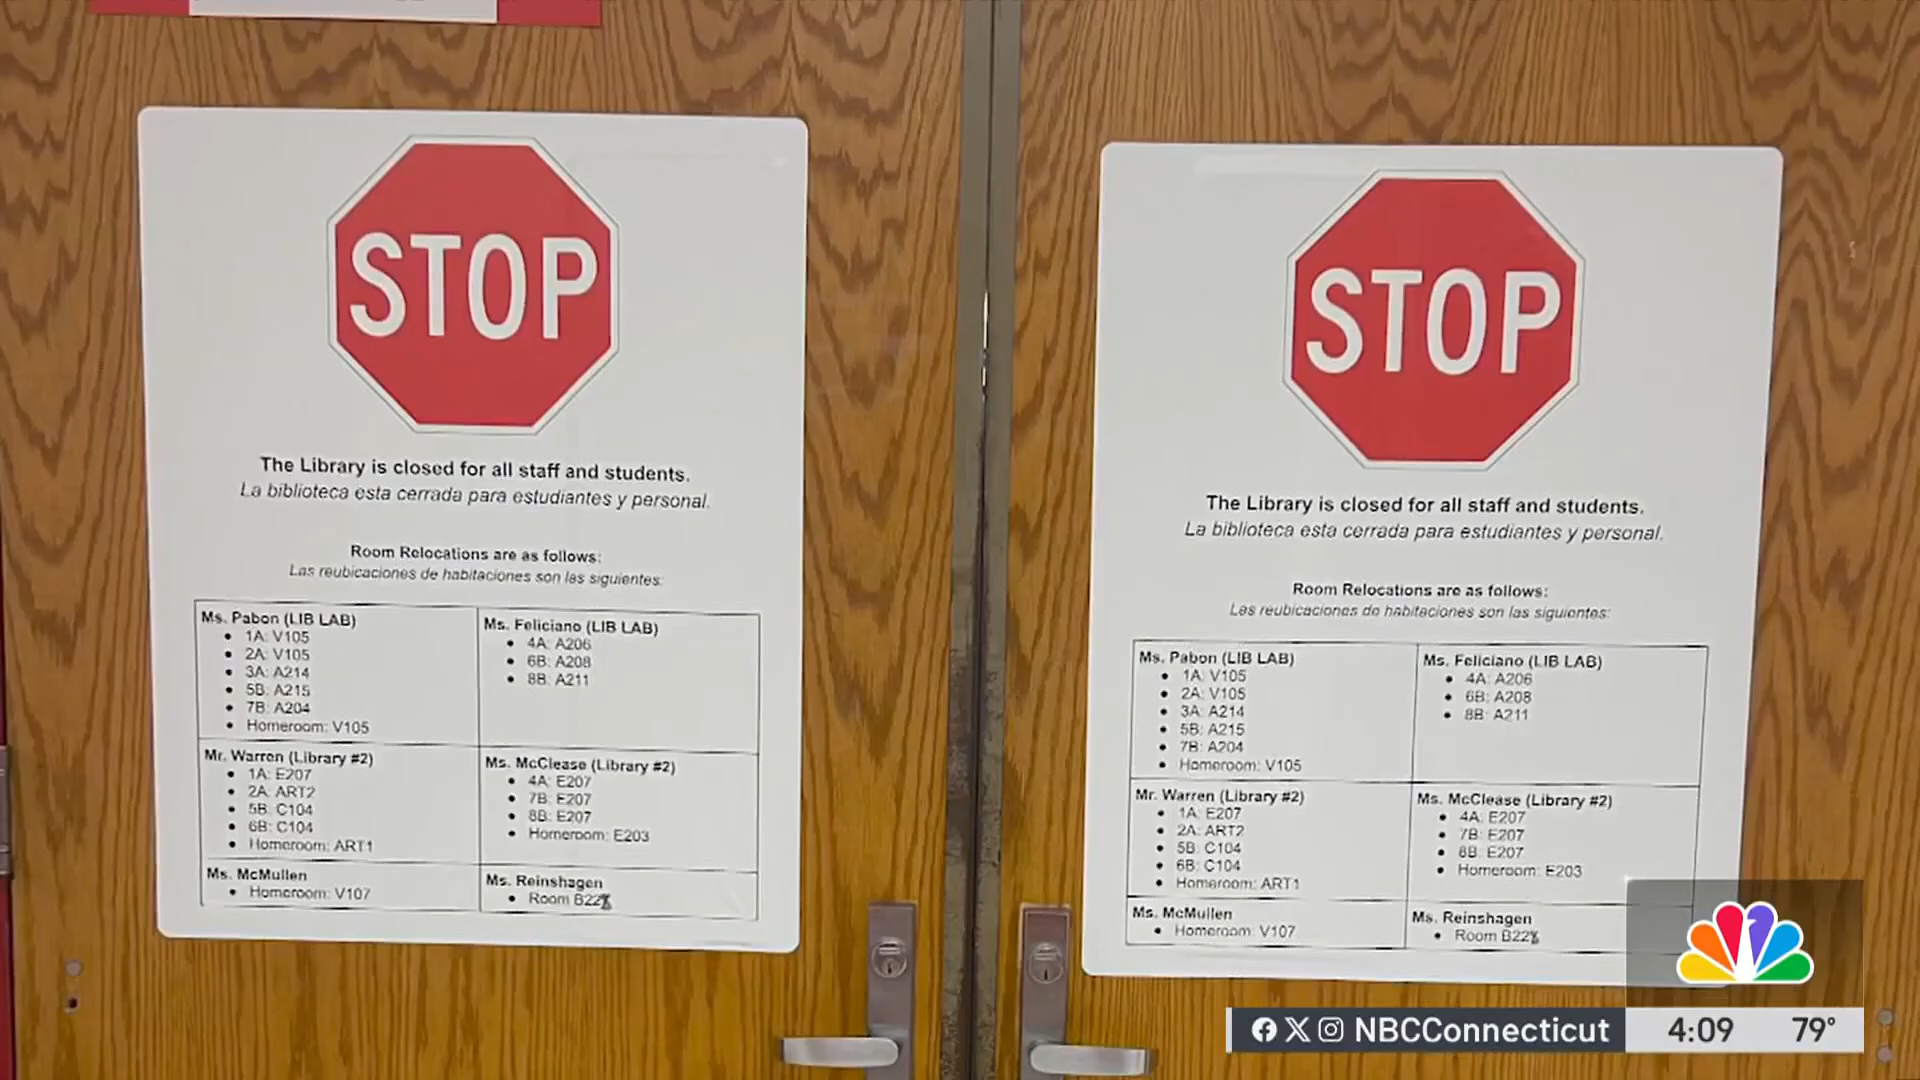 STOP
The Library is closed for all staff and students.
La biblioteca esta cerrada para estudiantes y personal.
Room Relocations are as follows:
Las reubicaciones de habitaciones son las siguientes:
Ms. Pabon (LIB LAB)
1A: V105
2A: V105
3A: A214
5B: A215
7B: A204
Homeroom: V105
Ms. Feliciano (LIB LAB)
4A: A206
6B: A208
8B: A211
Mr. Warren (Library #2)
1A: E207
2A: ART2
5B: C104
6B: C104
Homeroom: ART1
Ms. McClease (Library #2)
4A: E207
7B: E207
8B: E207
Homeroom: E203
Ms. McMullen
Homeroom: V107
Ms. Reinshagen
Room
STOP
The Library is closed for all staff and students.
La biblioteca esta cerrada para estudiantes y personal.
Room Relocations are as follows:
Las reubicaciones de habitaciones son las siguientes:
Ms. Pabon (LIB LAB)
1A: V105
2A: V105
3A: A214
5B: A215
7B: A204
Homeroom: V105
Ms. Feliciano (LIB LAB)
4A: A206
6B: A208
8B: A211
Mr. Warren (Library #2)
1A: E207
2A: ART2
5B: C104
6B: C104
Homeroom: ART1
Ms. McClease (Library #2)
4A: E207
7B: E207
8B: E207
Homeroom: E203
Ms. McMullen
Homeroom: V107
Ms. Reinshagen
Room
NBCConnecticut
4:09 79°